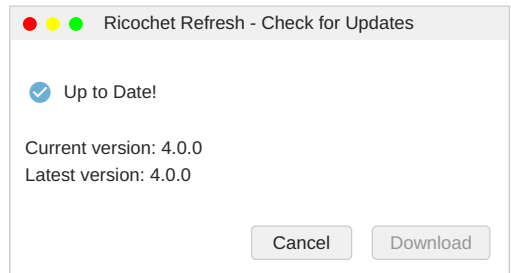 Ricochet Refresh - Check for Updates
Up to Date!
Current version: 4.0.0
Latest version: 4.0.0
Cancel Download